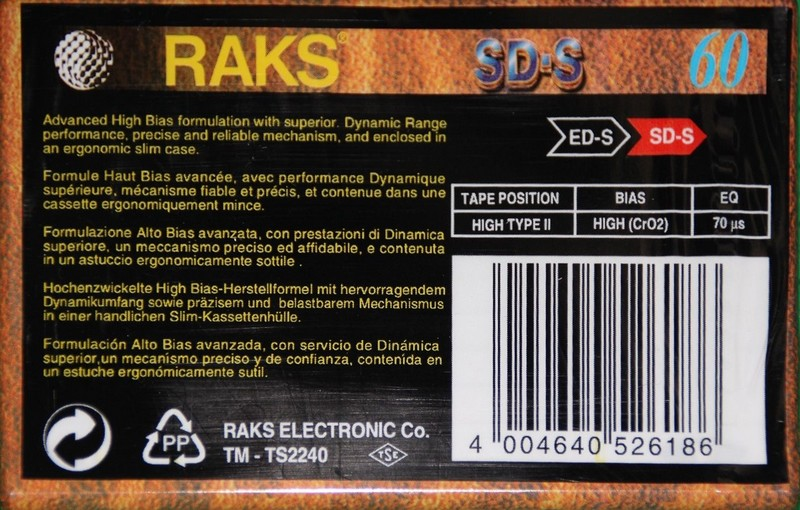 RAKS® SD-S 60
Advanced High Bias formulation with superior. Dynamic Range
performance, precise and reliable mechanism, and enclosed in
an ergonomic slim case.
Formule Haut Bias avancée, avec performance Dynamique
supérieure, mécanisme fiable et précis, et contenue dans une
cassette ergonomiquement mince.
Formulazione Alto Bias avanzata, con prestazioni di Dinamica
superiore, un meccanismo preciso ed affidabile, e contenuta
in un astuccio ergonomicamente sottile .
Hochenzwickelte High Bias-Herstellformel mit hervorragendem
Dynamikumfang sowie präzisem und belastbarem Mechanismus
in einer handlichen Slim-Kassettenhülle.
Formulación Alto Bias avanzada, con servicio de Dinámica
superior,un mecanismo preciso y de confianza, contenida en
un estuche ergonómicamente sutil.
PP
RAKS ELECTRONIC Co.
TM - TS2240
TSE
ED-S SD-S
TAPE POSITION BIAS EQ
HIGH TYPE II HIGH (CrO2) 70 µs
4 004640 526186